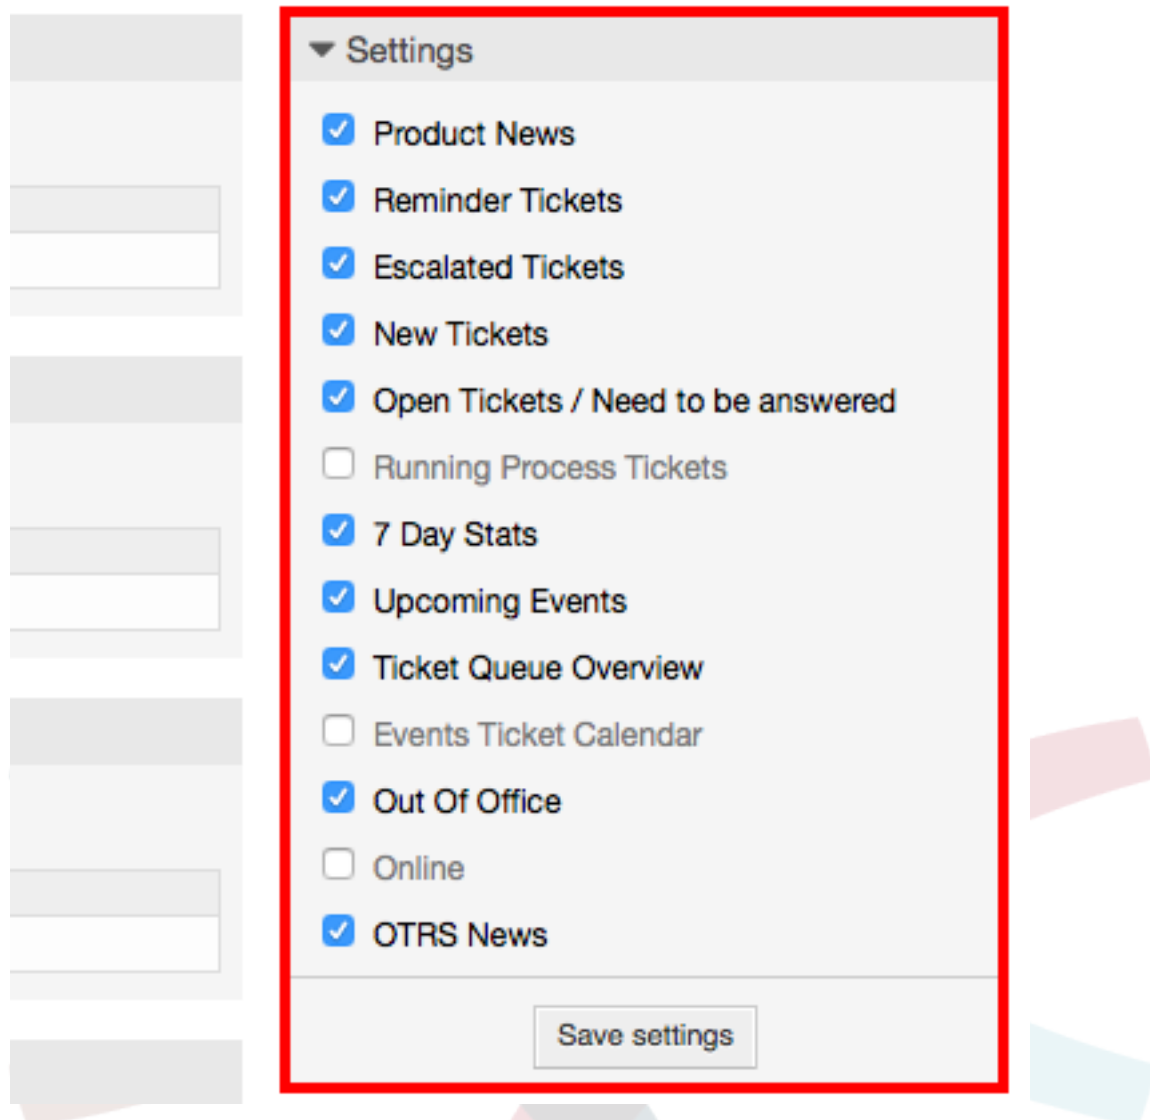 Settings
Product News
Reminder Tickets
Escalated Tickets
New Tickets
Open Tickets / Need to be answered
Running Process Tickets
7 Day Stats
Upcoming Events
Ticket Queue Overview
Events Ticket Calendar
Out Of Office
Online
OTRS News
Save settings